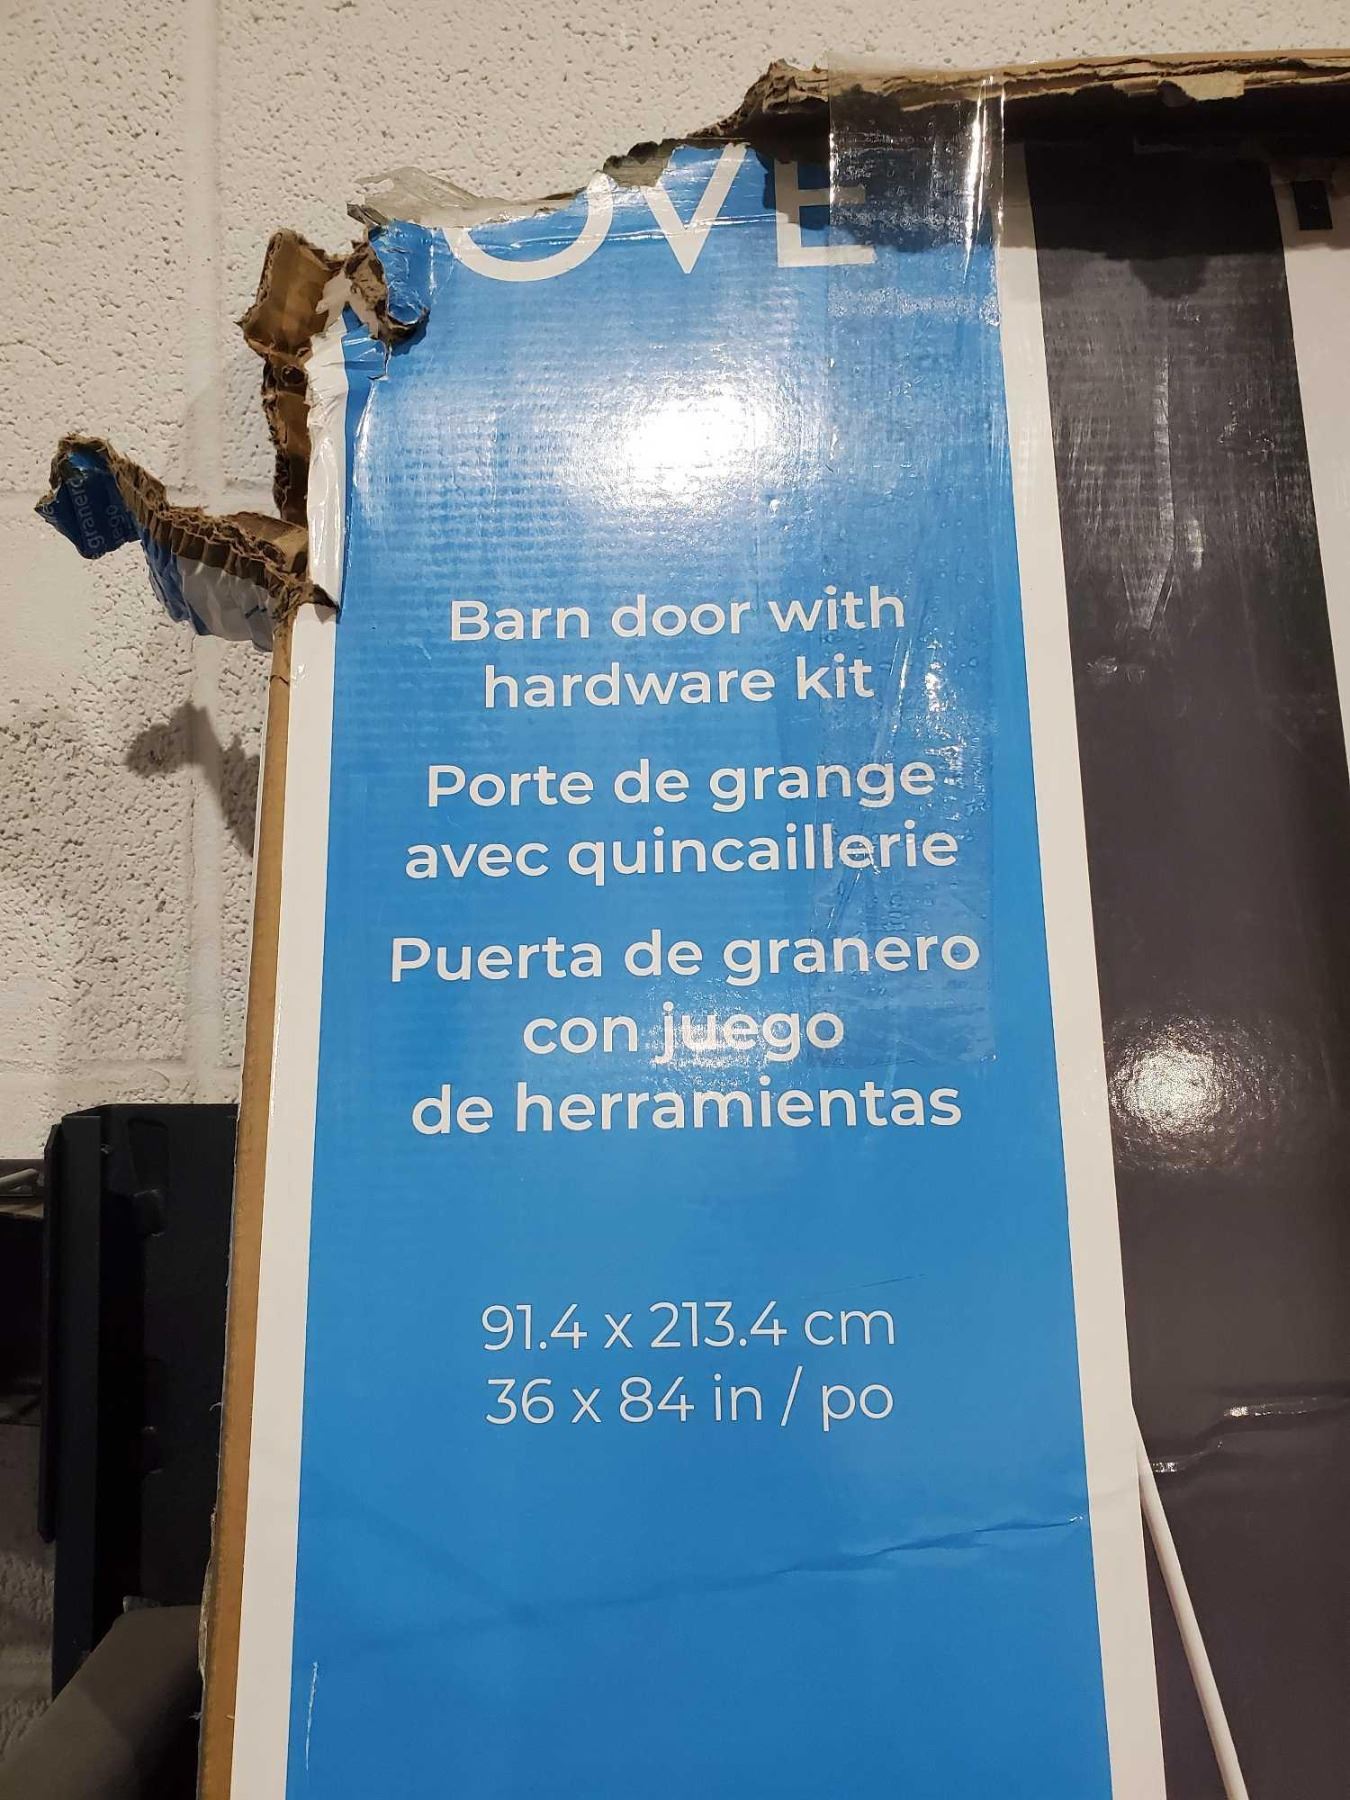 OVE
Barn door with
hardware kit
Porte de grange
avec quincaillerie
Puerta de granero
con juego
de herramientas
91.4 x 213.4 cm
36 x 84 in / po